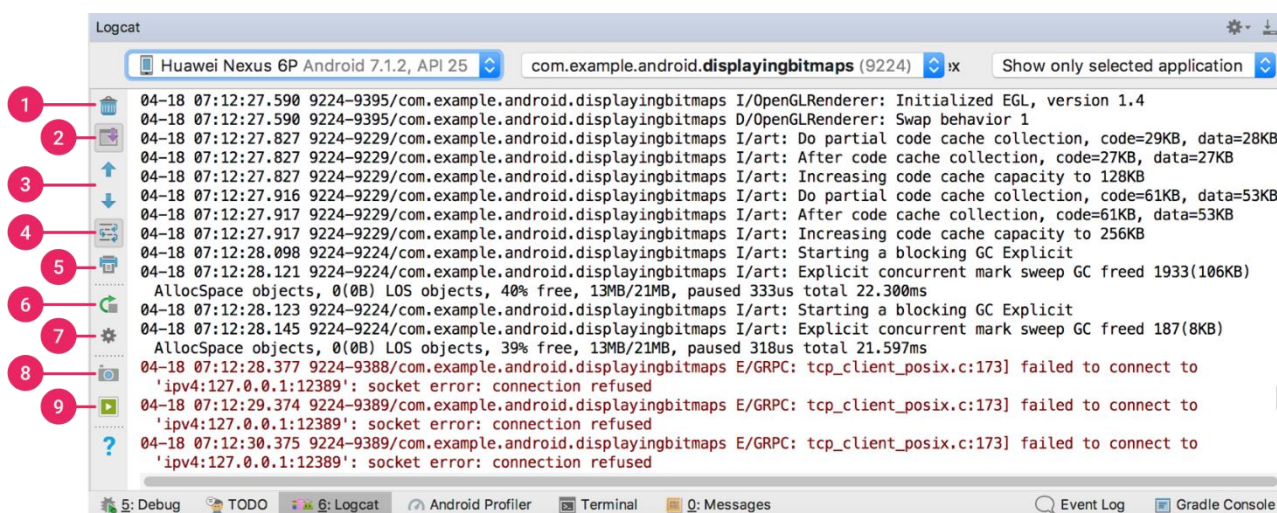 Logcat
Huawei Nexus 6P Android 7.1.2, API 25 com.example.android.displayingbitmaps (9224) Show only selected application
1 04-18 07:12:27.590 9224-9395/com.example.android.displayingbitmaps I/OpenGLRenderer: Initialized EGL, version 1.4
04-18 07:12:27.590 9224-9395/com.example.android.displayingbitmaps D/OpenGLRenderer: Swap behavior 1
2 04-18 07:12:27.827 9224-9229/com.example.android.displayingbitmaps I/art: Do partial code cache collection, code=29KB, data=28KB
04-18 07:12:27.827 9224-9229/com.example.android.displayingbitmaps I/art: After code cache collection, code=27KB, data=27KB
04-18 07:12:27.827 9224-9229/com.example.android.displayingbitmaps I/art: Increasing code cache capacity to 128KB
3 04-18 07:12:27.916 9224-9229/com.example.android.displayingbitmaps I/art: Do partial code cache collection, code=61KB, data=53KB
04-18 07:12:27.917 9224-9229/com.example.android.displayingbitmaps I/art: After code cache collection, code=61KB, data=53KB
4 04-18 07:12:27.917 9224-9229/com.example.android.displayingbitmaps I/art: Increasing code cache capacity to 256KB
04-18 07:12:28.098 9224-9224/com.example.android.displayingbitmaps I/art: Starting a blocking GC Explicit
5 04-18 07:12:28.121 9224-9224/com.example.android.displayingbitmaps I/art: Explicit concurrent mark sweep GC freed 1933(106KB)
AllocSpace objects, 0(0B) LOS objects, 40% free, 13MB/21MB, paused 333us total 22.300ms
6 04-18 07:12:28.123 9224-9224/com.example.android.displayingbitmaps I/art: Starting a blocking GC Explicit
7 04-18 07:12:28.145 9224-9224/com.example.android.displayingbitmaps I/art: Explicit concurrent mark sweep GC freed 187(8KB)
AllocSpace objects, 0(0B) LOS objects, 39% free, 13MB/21MB, paused 318us total 21.597ms
8 04-18 07:12:28.377 9224-9388/com.example.android.displayingbitmaps E/GRPC: tcp_client_posix.c:173] failed to connect to
'ipv4:127.0.0.1:12389': socket error: connection refused
9 04-18 07:12:29.374 9224-9389/com.example.android.displayingbitmaps E/GRPC: tcp_client_posix.c:173] failed to connect to
'ipv4:127.0.0.1:12389': socket error: connection refused
? 04-18 07:12:30.375 9224-9389/com.example.android.displayingbitmaps E/GRPC: tcp_client_posix.c:173] failed to connect to
'ipv4:127.0.0.1:12389': socket error: connection refused
5: Debug TODO 6: Logcat Android Profiler Terminal 0: Messages Event Log Gradle Console